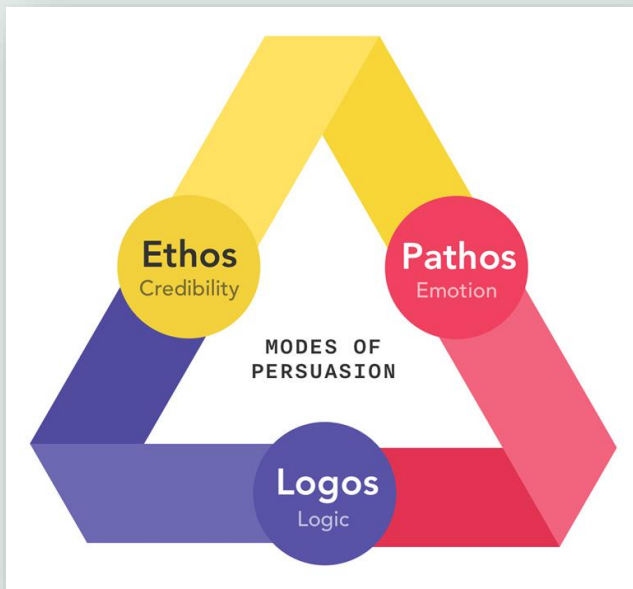 Ethos
Credibility
Pathos
Emotion
MODES OF
PERSUASION
Logos
Logic